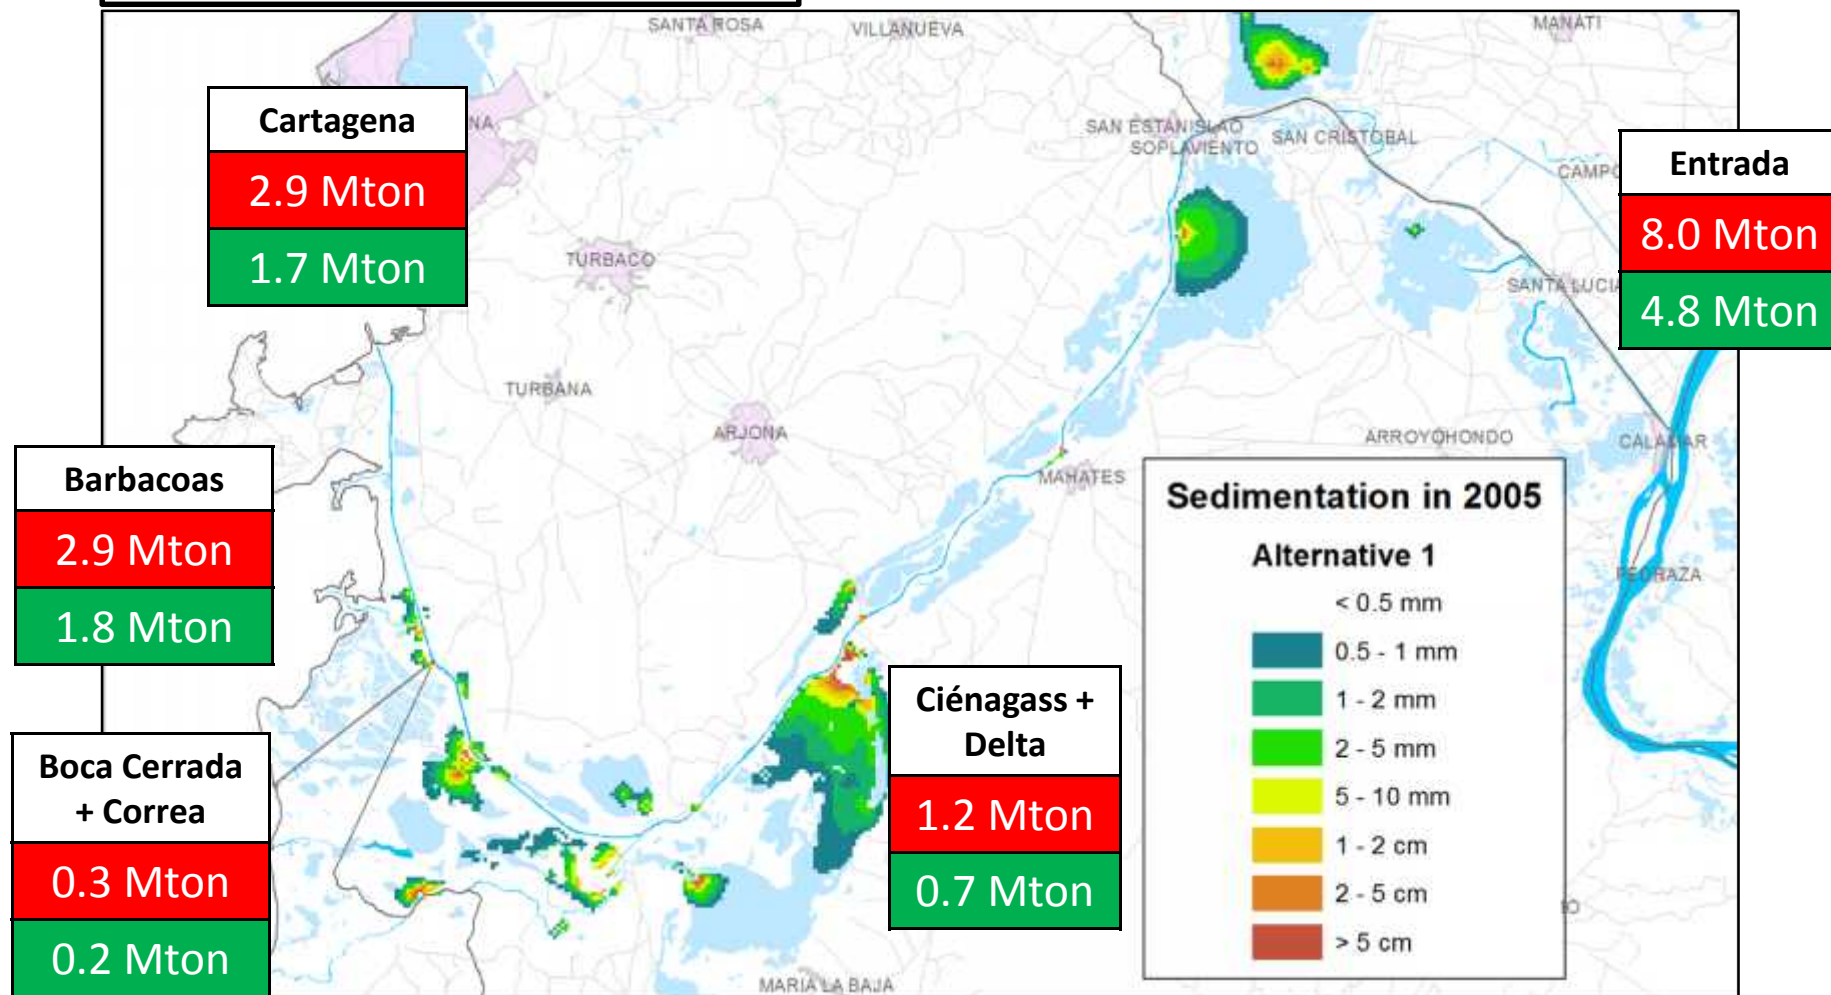 SANTA ROSA
VILLANUEVA
MANATI
Cartagena
2.9 Mton
1.7 Mton
NA
SAN ESTANISLAO
SOPLAVIENTO
SAN CRISTOBAL
CAMPO
Entrada
8.0 Mton
4.8 Mton
TURBACO
SANTA LUCIA
TURBANA
ARJONA
ARROYOHONDO
CALAMAR
MAHATES
Barbacoas
2.9 Mton
1.8 Mton
Sedimentation in 2005
Alternative 1
< 0.5 mm
0.5 - 1 mm
1 - 2 mm
2 - 5 mm
5 - 10 mm
1 - 2 cm
2 - 5 cm
> 5 cm
PEDRAZA
Ciénagass +
Delta
1.2 Mton
0.7 Mton
Boca Cerrada
+ Correa
0.3 Mton
0.2 Mton
MARIA LA BAJA